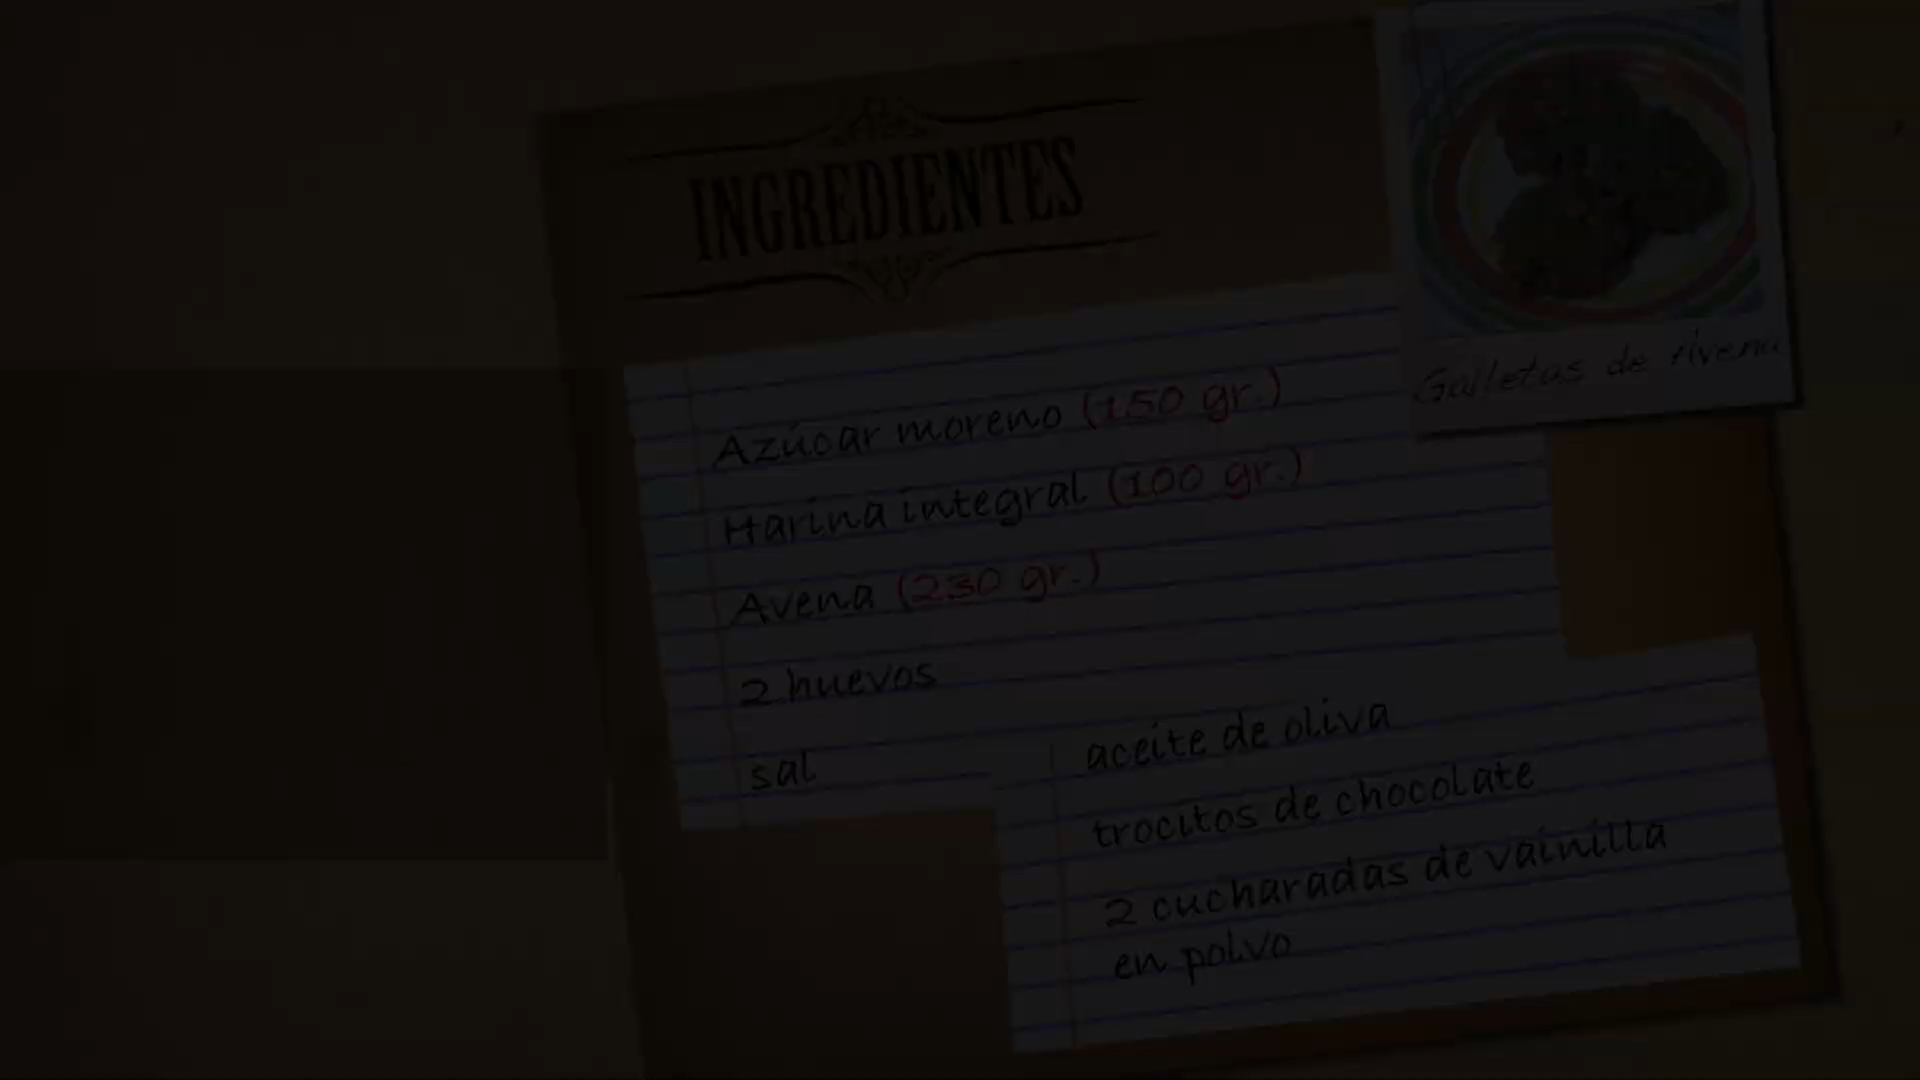 INGREDIENTES
Galletas de
Azúcar moreno (150 gr.)
Harina integral (100 gr.)
Avena (230 gr.)
2 huevos
sal
aceite de oliva
trocitos de chocolate
2 cucharadas de vainilla
en polvo